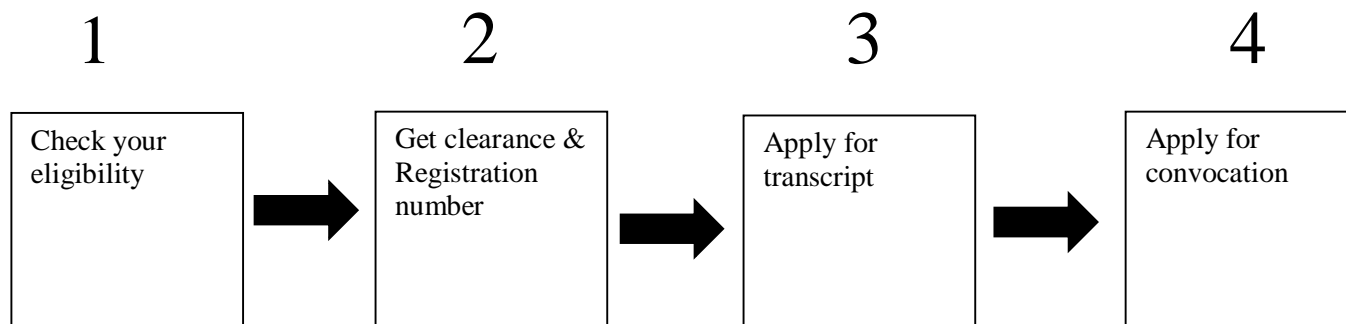 1
2
3
4
Check your
eligibility
Get clearance &
Registration
number
Apply for
transcript
Apply for
convocation